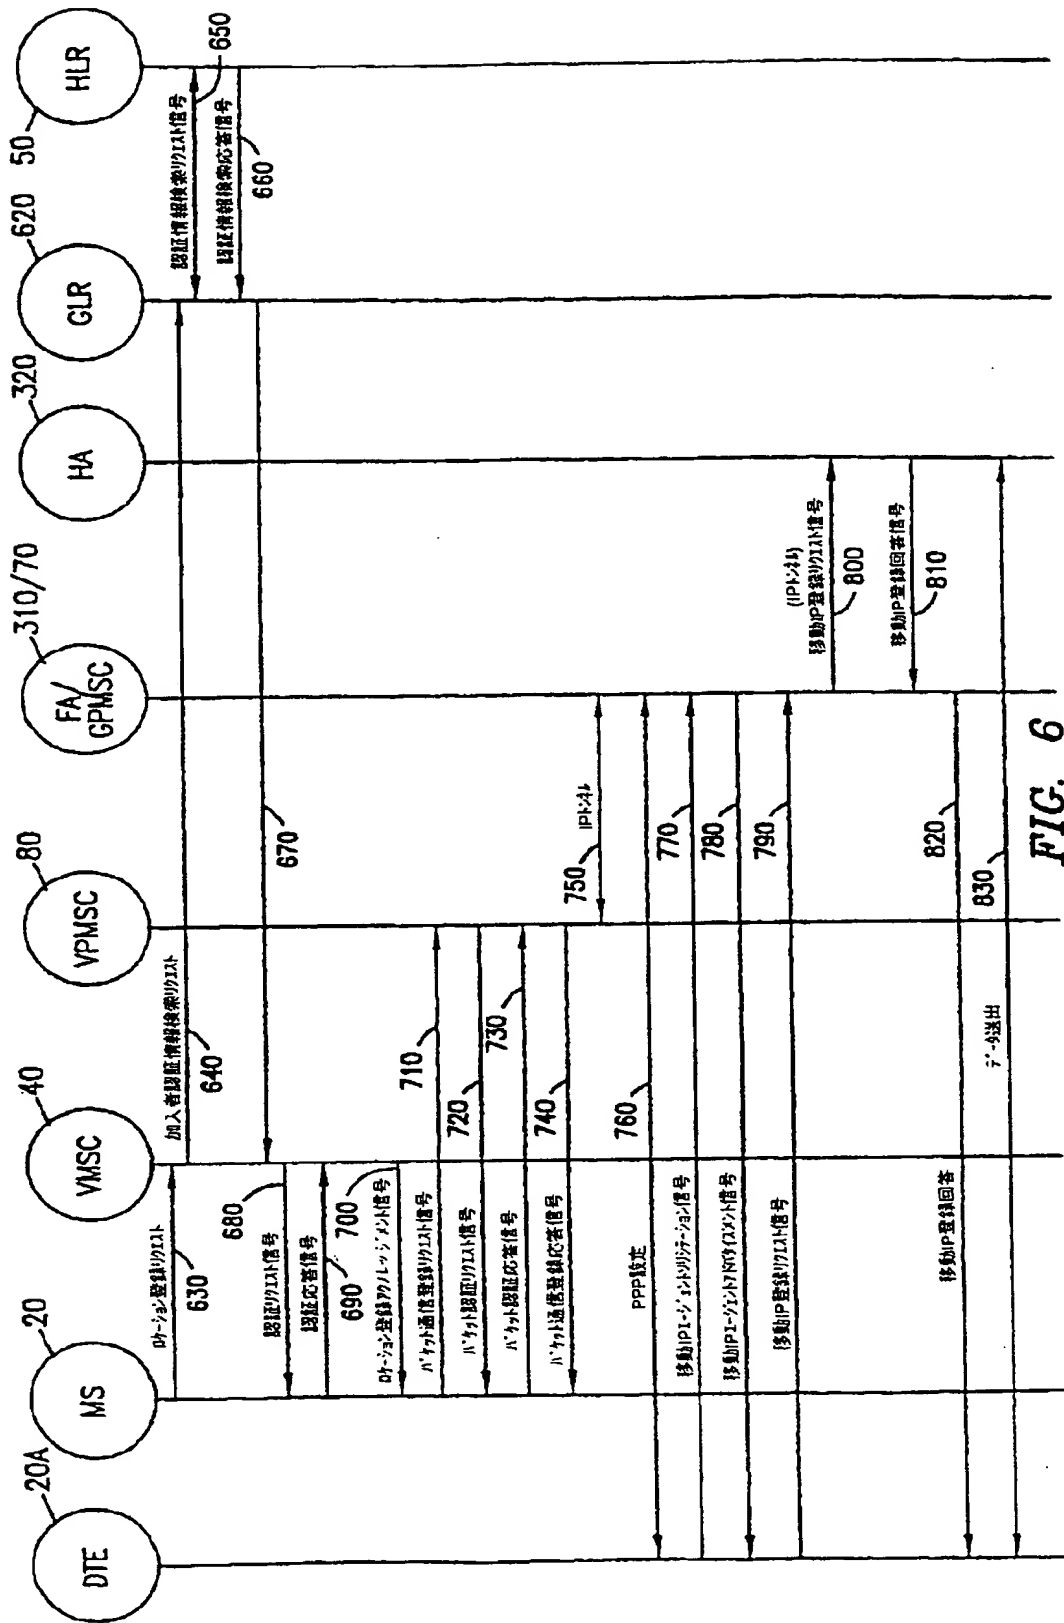 DTE
20A
MS
20
VMSC
40
VPMSC
80
FA/
GPMSC
310/70
HA
320
GLR
620
HLR
50
ロケーション登録リクエスト
630
加入者認証情報検索リクエスト
640
認証情報検索リクエスト信号
650
認証情報検索応答信号
660
670
認証リクエスト信号
680
認証応答信号
690
ロケーション登録アクノレッジメント信号
700
パケット通信登録リクエスト信号
710
パケット認証リクエスト信号
720
パケット認証応答信号
730
パケット通信登録応答信号
740
IPトンネル
750
PPP設定
760
移動IPエージェントソリシテーション信号
770
移動IPエージェントアドバタイズメント信号
780
移動IP登録リクエスト信号
790
(IPトンネル)
移動IP登録リクエスト信号
800
移動IP登録回答信号
810
移動IP登録回答
820
データ送出
830
FIG. 6